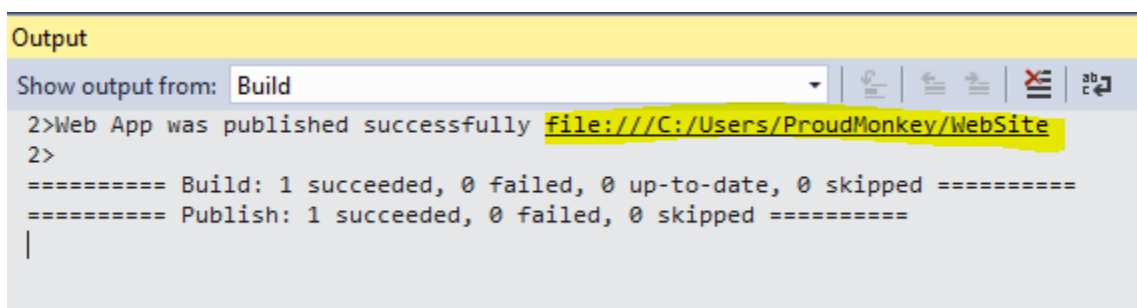 Output
Show output from: Build
2>Web App was published successfully file:///C:/Users/ProudMonkey/WebSite
2>
========== Build: 1 succeeded, 0 failed, 0 up-to-date, 0 skipped ==========
========== Publish: 1 succeeded, 0 failed, 0 skipped ==========